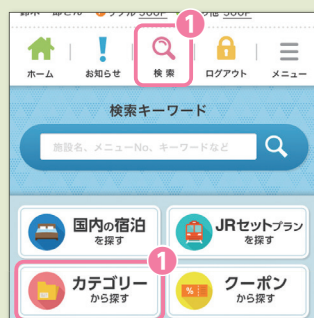 1
ホーム
お知らせ
検索
ログアウト
メニュー
検索キーワード
施設名、メニューNo、キーワードなど
国内の宿泊
を探す
JRセットプラン
を探す
1
カテゴリー
から探す
%
クーポン
から探す